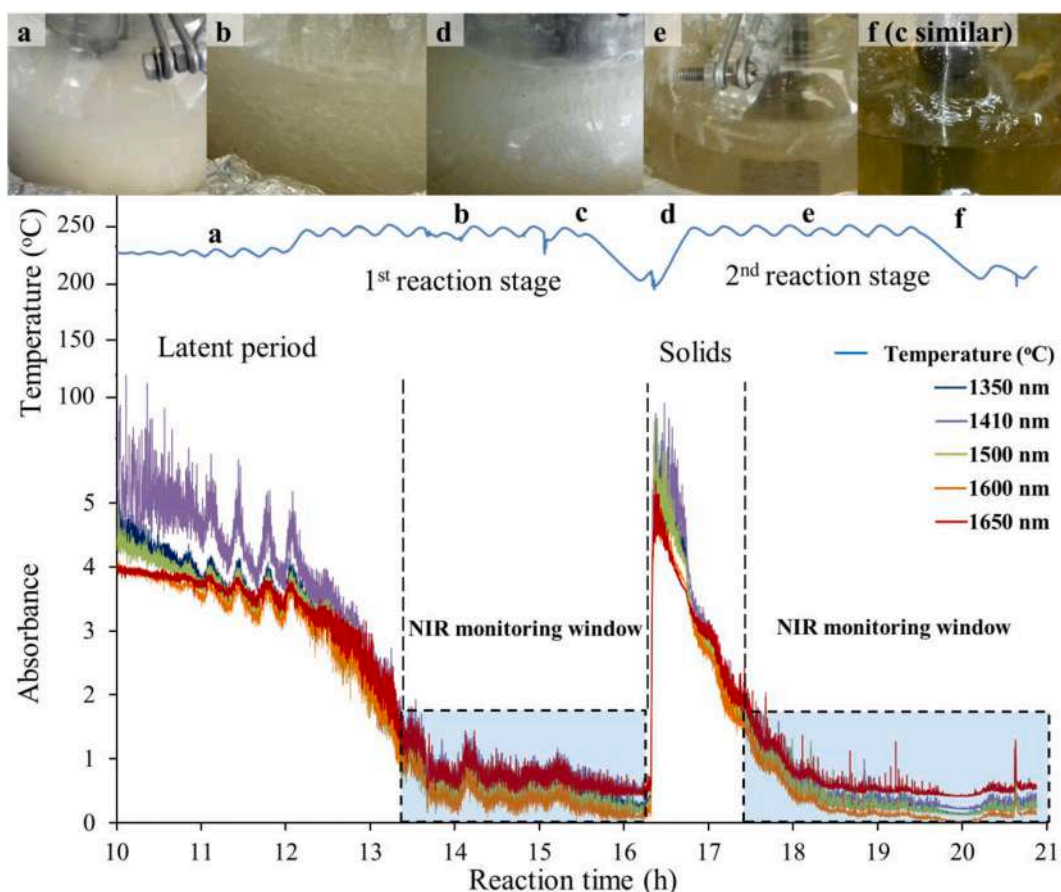 a
b
d
e
f (c similar)
Temperature (°C)
250
200
150
100
a
b
c
d
e
f
1st reaction stage
2nd reaction stage
Latent period
Solids
Temperature (°C)
1350 nm
1410 nm
1500 nm
1600 nm
1650 nm
Absorbance
5
4
3
2
1
0
NIR monitoring window
NIR monitoring window
10 11 12 13 14 15 16 17 18 19 20 21
Reaction time (h)